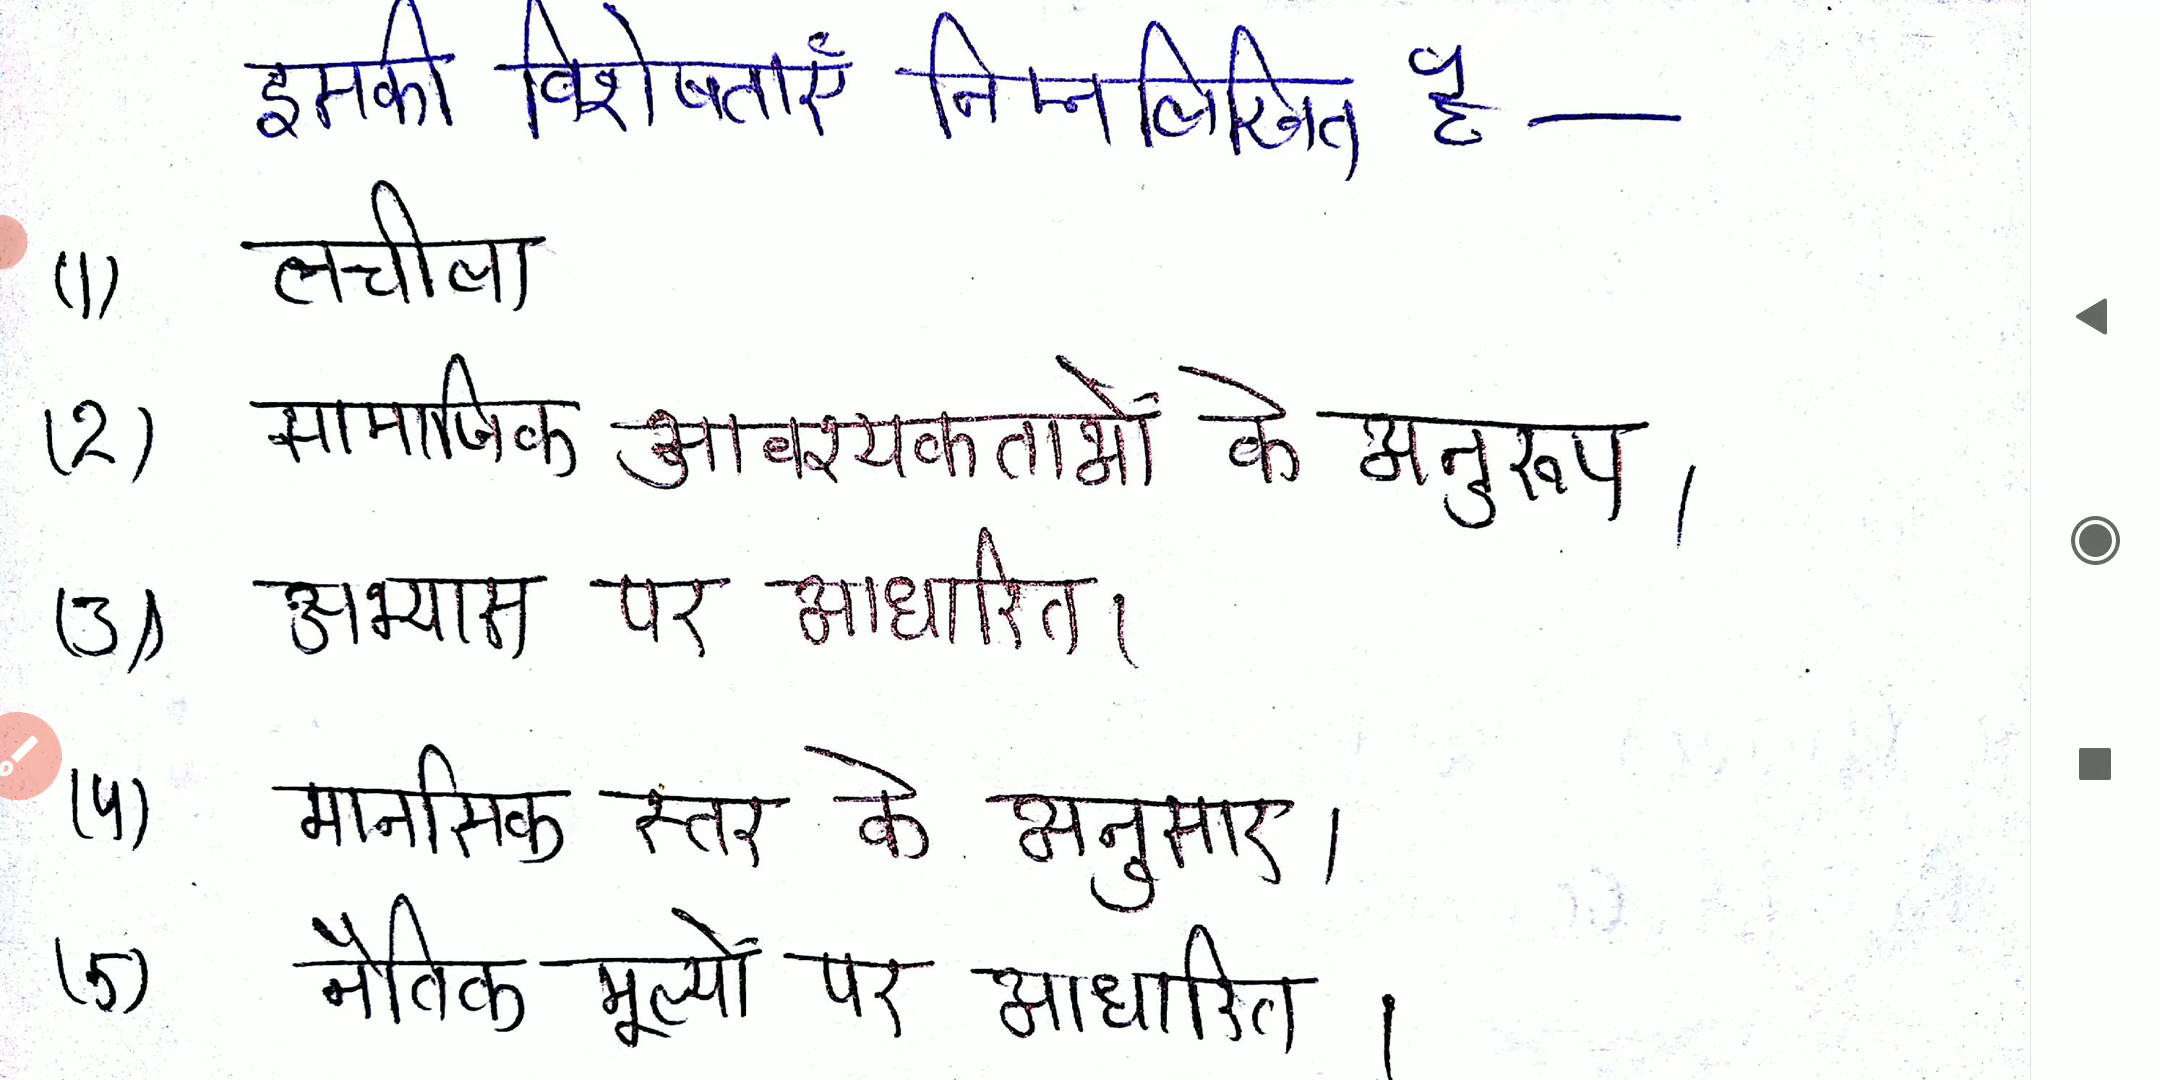 इसकी विशेषताएँ निम्नलिखित है —
(1) लचीला
(2) सामाजिक आवश्यकताओं के अनुरूप ।
(3) अभ्यास पर आधारित ।
(4) मानसिक स्तर के अनुसार ।
(5) नैतिक मूल्यों पर आधारित ।